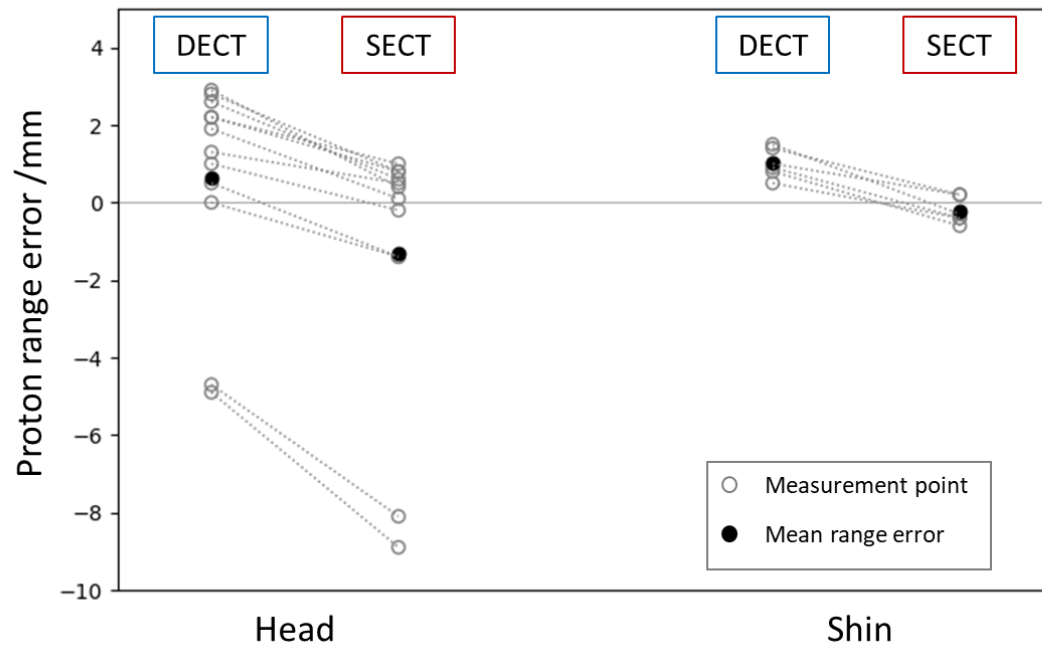 DECT
SECT
DECT
SECT
Proton range error /mm
4
2
0
−2
−4
−6
−8
−10
Measurement point
Mean range error
Head
Shin